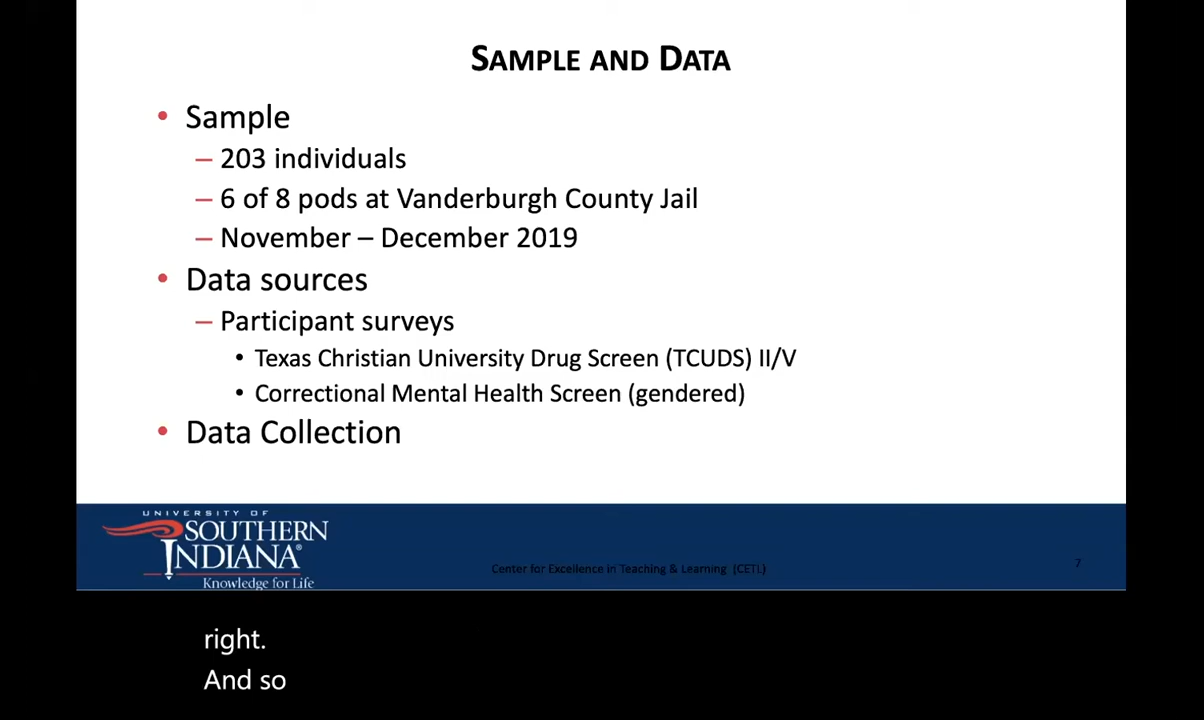 SAMPLE AND DATA
• Sample
– 203 individuals
– 6 of 8 pods at Vanderburgh County Jail
– November – December 2019
• Data sources
– Participant surveys
• Texas Christian University Drug Screen (TCUDS) II/V
• Correctional Mental Health Screen (gendered)
• Data Collection
UNIVERSITY OF
SOUTHERN
INDIANA®
Knowledge for Life
Center for Excellence in Teaching & Learning (CETL)
7
right.
And so